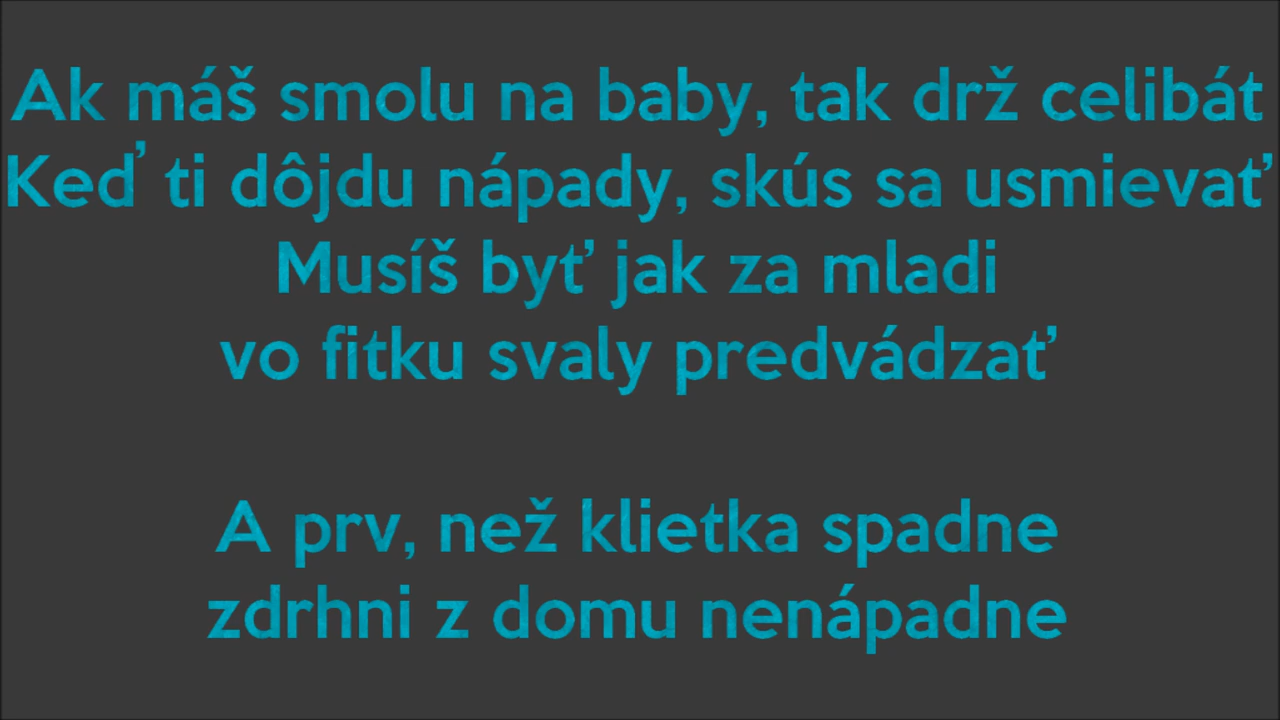 Ak máš smolu na baby, tak drž celibát
Keď ti dôjdu nápady, skús sa usmievať
Musíš byť jak za mladi
vo fitku svaly predvádzať
A prv, než klietka spadne
zdrhni z domu nenápadne